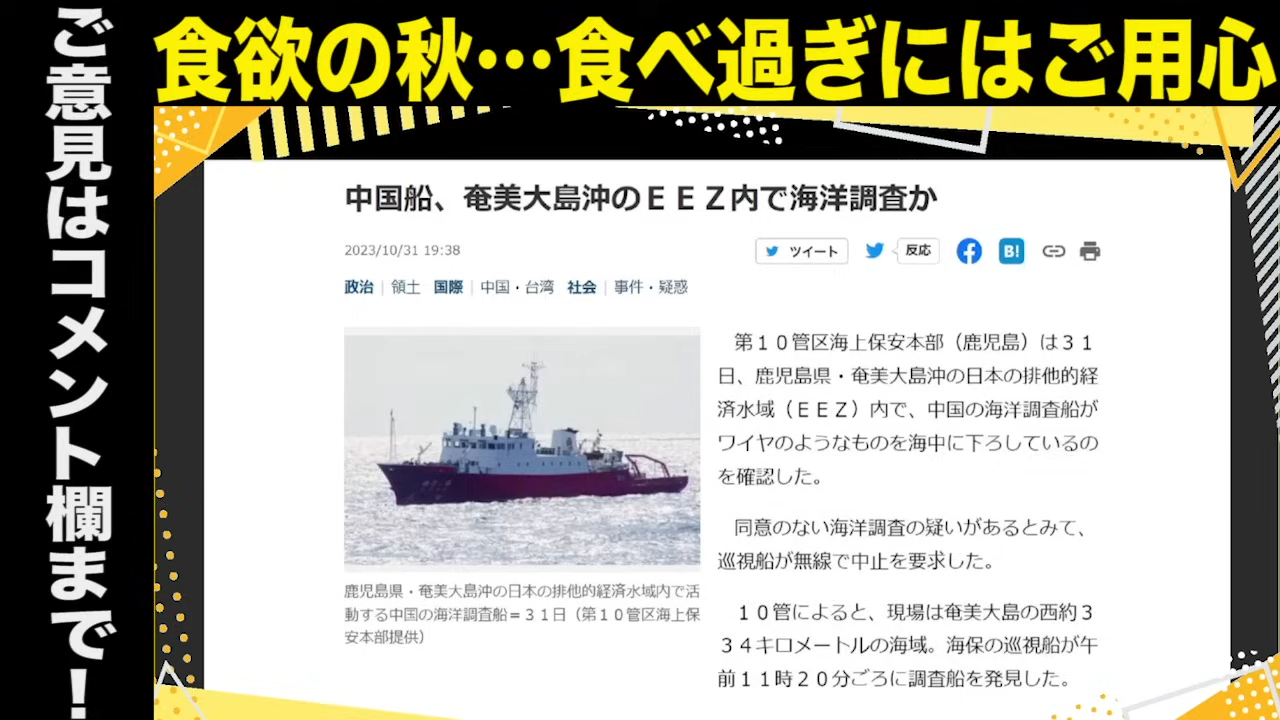 食欲の秋…食べ過ぎにはご用心
ご意見はコメント欄まで！
中国船、奄美大島沖のＥＥＺ内で海洋調査か
2023/10/31 19:38
ツイート
反応
B!
政治 | 領土 国際 | 中国・台湾 社会 | 事件・疑惑
鹿児島県・奄美大島沖の日本の排他的経済水域内で活
動する中国の海洋調査船＝３１日（第１０管区海上保
安本部提供）
第１０管区海上保安本部（鹿児島）は３１
日、鹿児島県・奄美大島沖の日本の排他的経
済水域（ＥＥＺ）内で、中国の海洋調査船が
ワイヤのようなものを海中に下ろしているの
を確認した。
同意のない海洋調査の疑いがあるとみて、
巡視船が無線で中止を要求した。
１０管によると、現場は奄美大島の西約３
３４キロメートルの海域。海保の巡視船が午
前１１時２０分ごろに調査船を発見した。